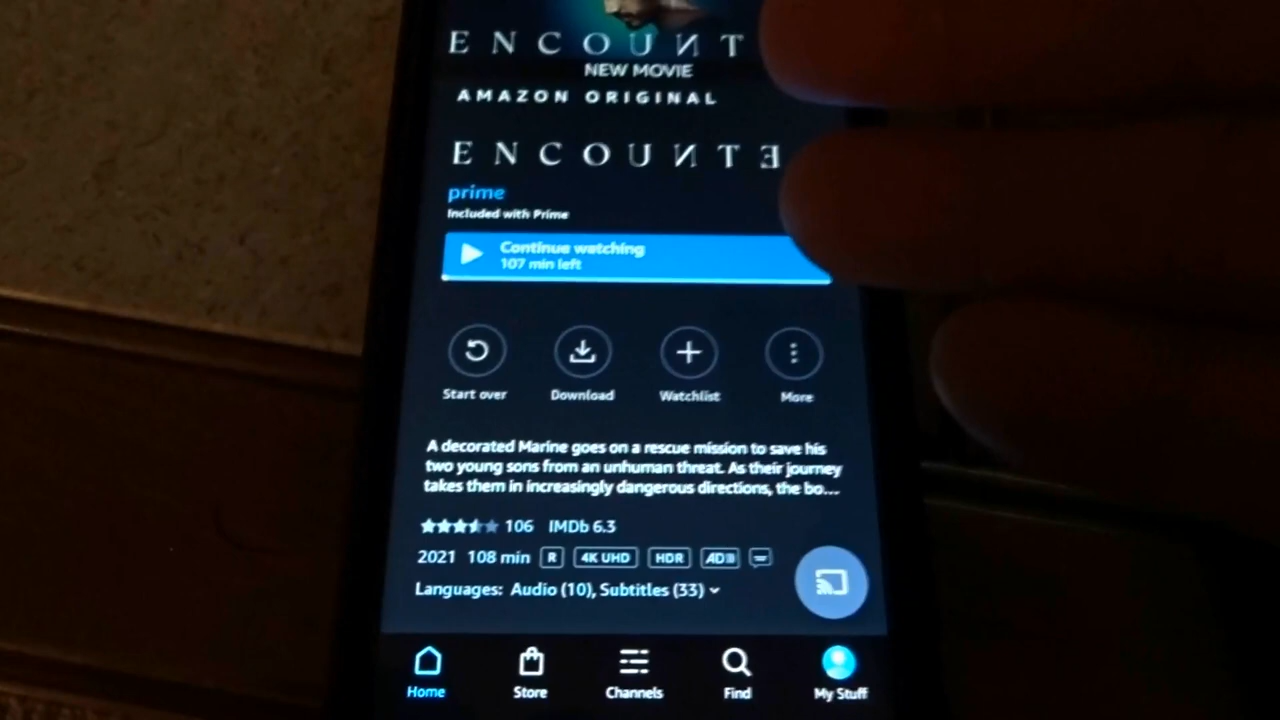 ENCOUИT
NEW MOVIE
AMAZON ORIGINAL
ENCOUИTƎ
prime
Included with Prime
Continue watching
107 min left
Start over
Download
Watchlist
More
A decorated Marine goes on a rescue mission to save his
two young sons from an unhuman threat. As their journey
takes them in increasingly dangerous directions, the bo...
106 IMDb 6.3
2021 108 min R 4K UHD HDR AD
Languages: Audio (10), Subtitles (33)
Home
Store
Channels
Find
My Stuff